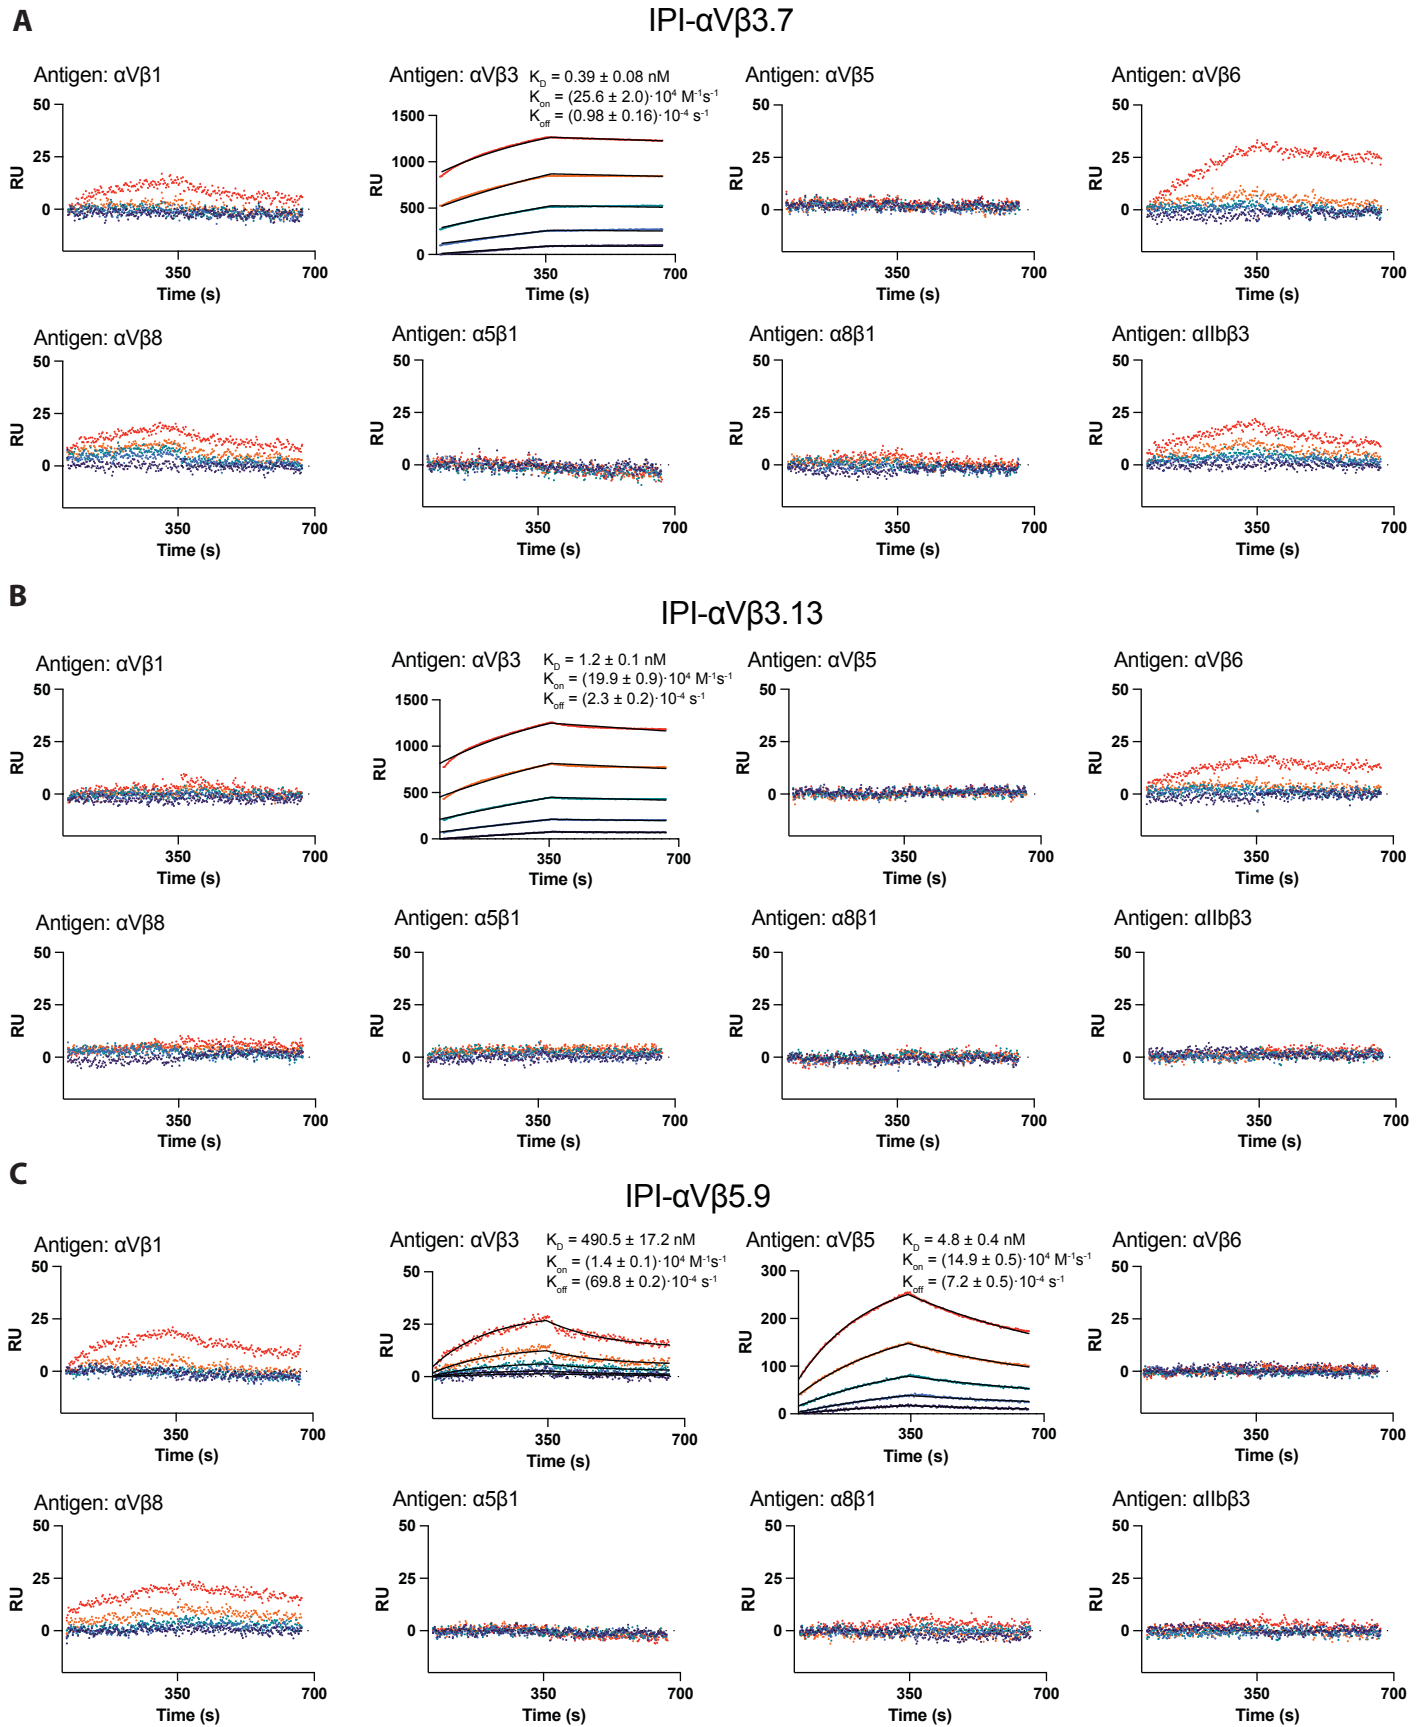 A
IPI-αVβ3.7
Antigen: αVβ1
50
25
0
RU
350
700
Time (s)
Antigen: αVβ3
K_D = 0.39 ± 0.08 nM
K_on = (25.6 ± 2.0)·10⁴ M⁻¹s⁻¹
K_off = (0.98 ± 0.16)·10⁻⁴ s⁻¹
1500
1000
500
0
RU
350
700
Time (s)
Antigen: αVβ5
50
25
0
RU
350
700
Time (s)
Antigen: αVβ6
50
25
0
RU
350
700
Time (s)
Antigen: αVβ8
50
25
0
RU
350
700
Time (s)
Antigen: α5β1
50
25
0
RU
350
700
Time (s)
Antigen: α8β1
50
25
0
RU
350
700
Time (s)
Antigen: αIIbβ3
50
25
0
RU
350
700
Time (s)
B
IPI-αVβ3.13
Antigen: αVβ1
50
25
0
RU
350
700
Time (s)
Antigen: αVβ3
K_D = 1.2 ± 0.1 nM
K_on = (19.9 ± 0.9)·10⁴ M⁻¹s⁻¹
K_off = (2.3 ± 0.2)·10⁻⁴ s⁻¹
1500
1000
500
0
RU
350
700
Time (s)
Antigen: αVβ5
50
25
0
RU
350
700
Time (s)
Antigen: αVβ6
50
25
0
RU
350
700
Time (s)
Antigen: αVβ8
50
25
0
RU
350
700
Time (s)
Antigen: α5β1
50
25
0
RU
350
700
Time (s)
Antigen: α8β1
50
25
0
RU
350
700
Time (s)
Antigen: αIIbβ3
50
25
0
RU
350
700
Time (s)
C
IPI-αVβ5.9
Antigen: αVβ1
50
25
0
RU
350
700
Time (s)
Antigen: αVβ3
K_D = 490.5 ± 17.2 nM
K_on = (1.4 ± 0.1)·10⁴ M⁻¹s⁻¹
K_off = (69.8 ± 0.2)·10⁻⁴ s⁻¹
50
25
0
RU
350
700
Time (s)
Antigen: αVβ5
K_D = 4.8 ± 0.4 nM
K_on = (14.9 ± 0.5)·10⁴ M⁻¹s⁻¹
K_off = (7.2 ± 0.5)·10⁻⁴ s⁻¹
300
200
100
0
RU
350
700
Time (s)
Antigen: αVβ6
50
25
0
RU
350
700
Time (s)
Antigen: αVβ8
50
25
0
RU
350
700
Time (s)
Antigen: α5β1
50
25
0
RU
350
700
Time (s)
Antigen: α8β1
50
25
0
RU
350
700
Time (s)
Antigen: αIIbβ3
50
25
0
RU
350
700
Time (s)